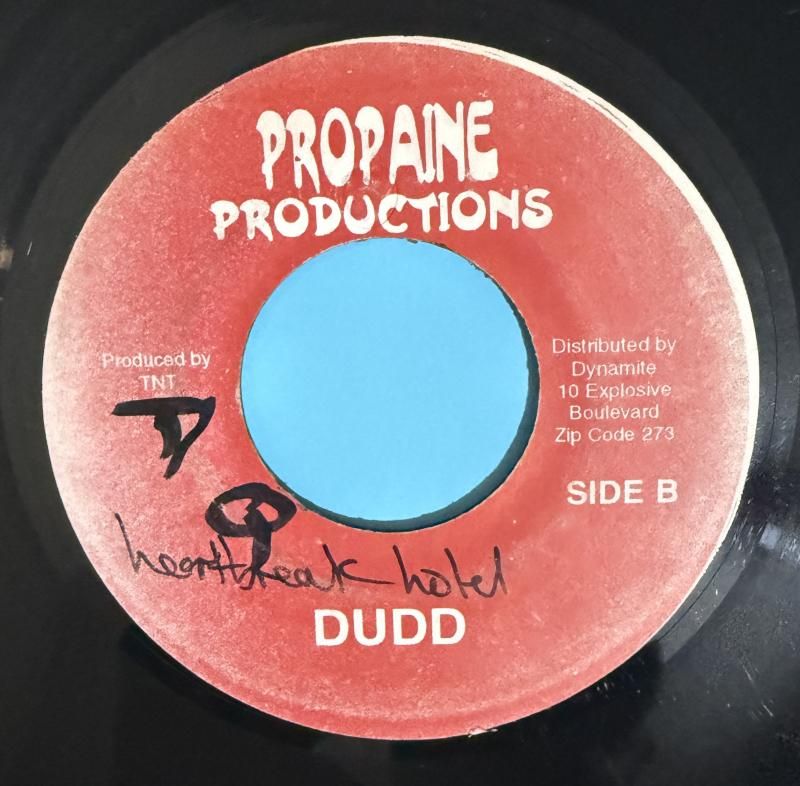 PROPAINE
PRODUCTIONS
Produced by
TNT
Distributed by
Dynamite
10 Explosive
Boulevard
Zip Code 273
SIDE B
heartbreak hotel
DUDD